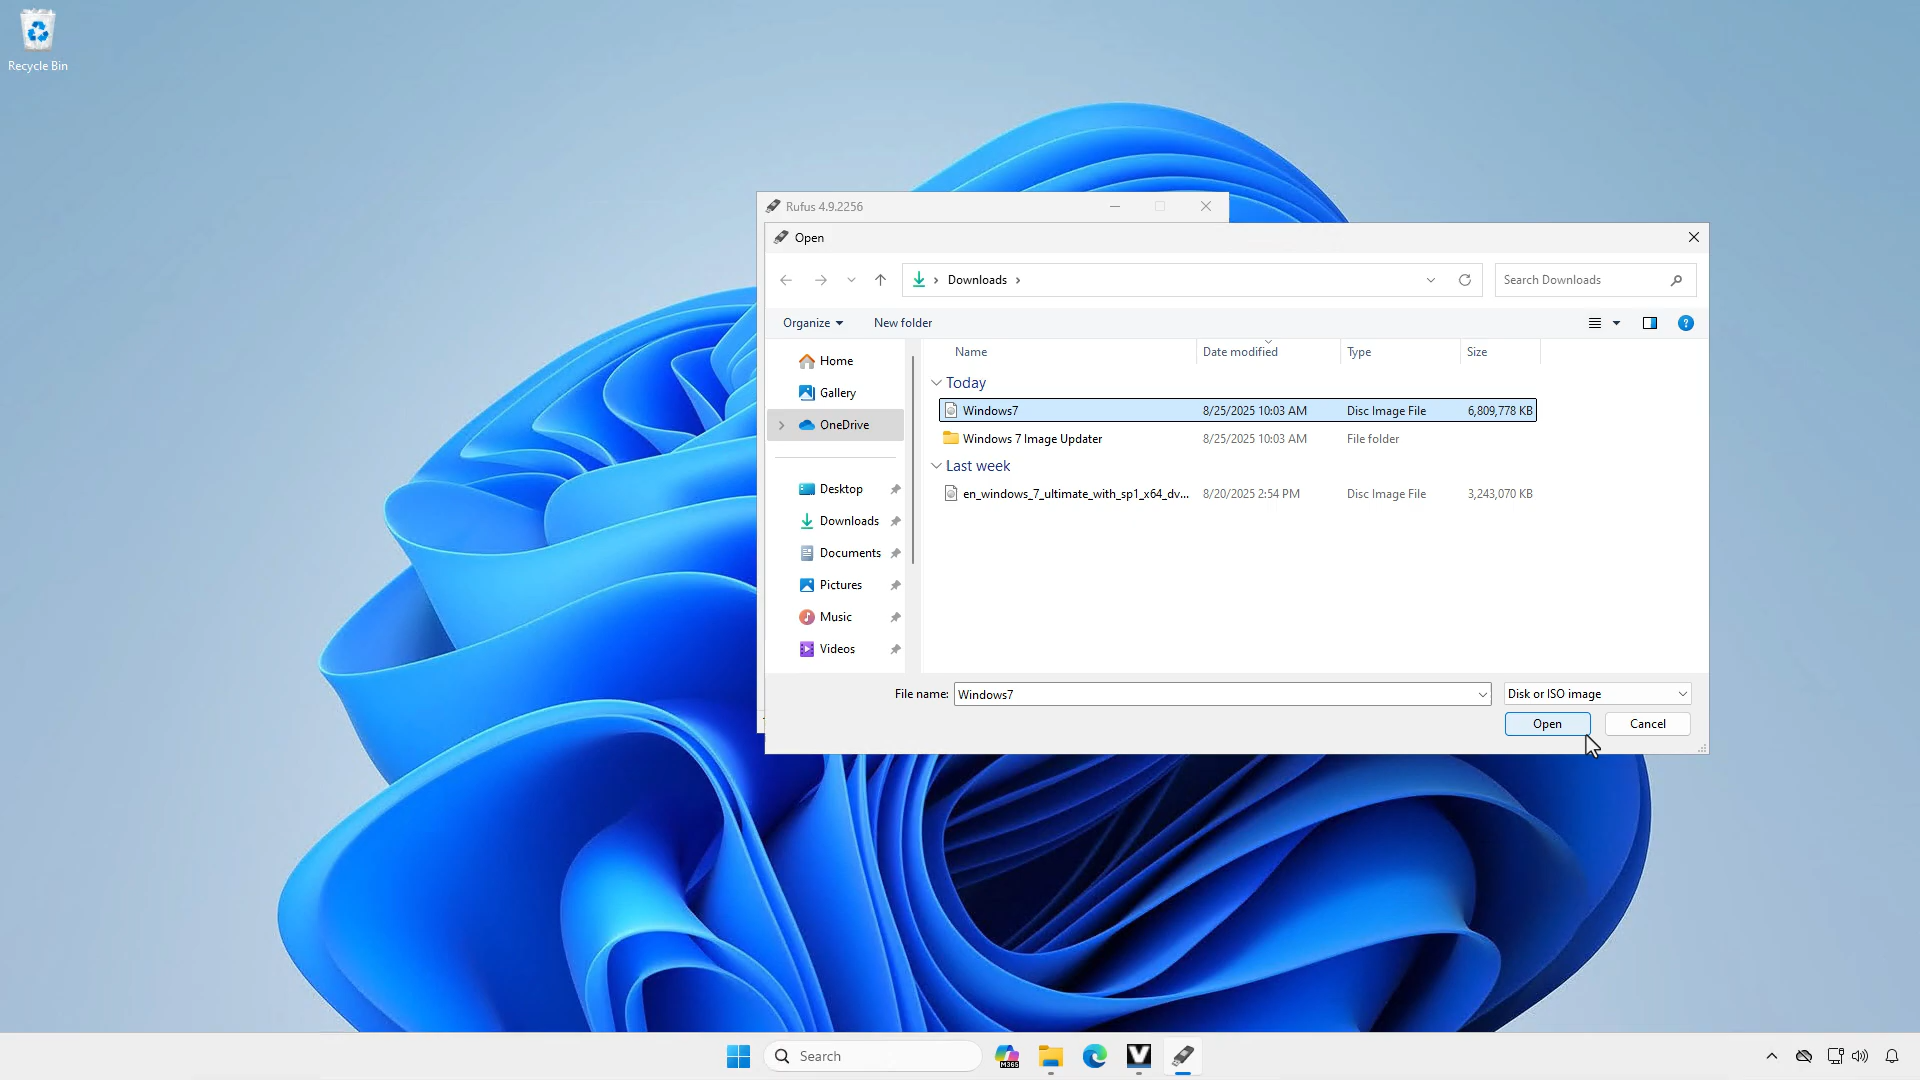 Recycle Bin
Rufus 4.9.2256
Open
Downloads
Search Downloads
Organize
New folder
Name
Date modified
Type
Size
Home
Gallery
OneDrive
Desktop
Downloads
Documents
Pictures
Music
Videos
Today
Windows7 8/25/2025 10:03 AM Disc Image File 6,809,778 KB
Windows 7 Image Updater 8/25/2025 10:03 AM File folder
Last week
en_windows_7_ultimate_with_sp1_x64_dv... 8/20/2025 2:54 PM Disc Image File 3,243,070 KB
File name: Windows7
Disk or ISO image
Open
Cancel
Search
M365